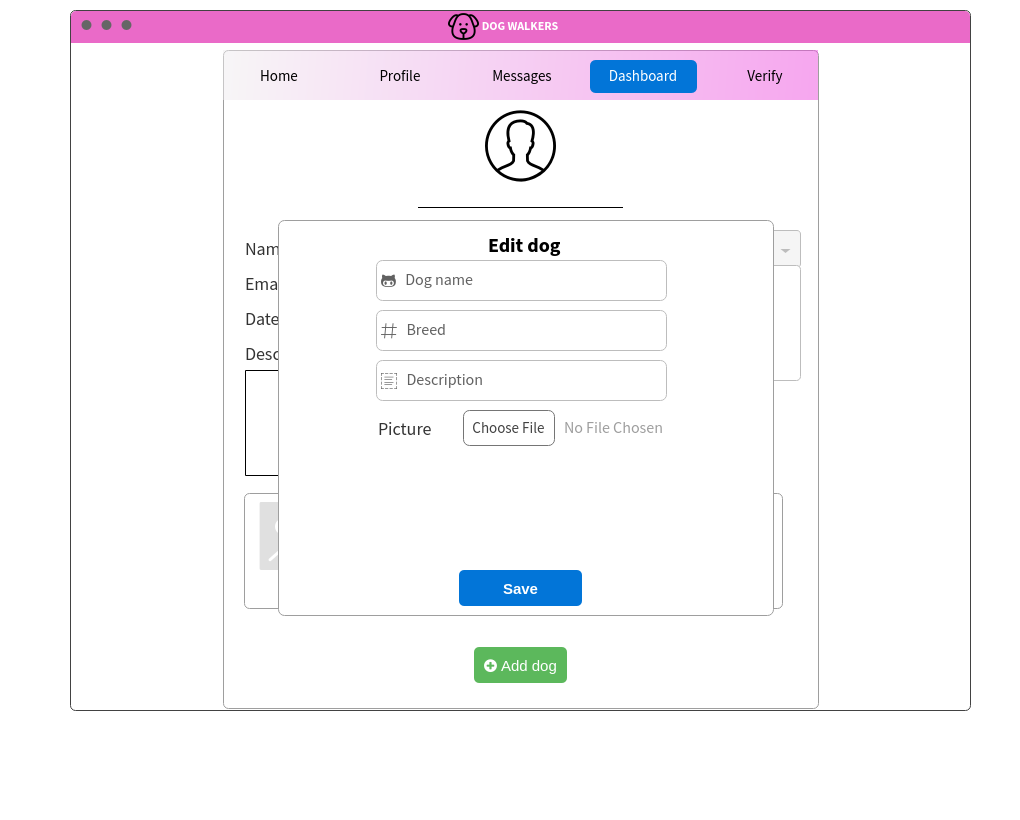 DOG WALKERS
Home Profile Messages Dashboard Verify
Edit dog
Nam
Dog name
Ema
Date
Breed
Desc
Description
Picture Choose File No File Chosen
Save
Add dog